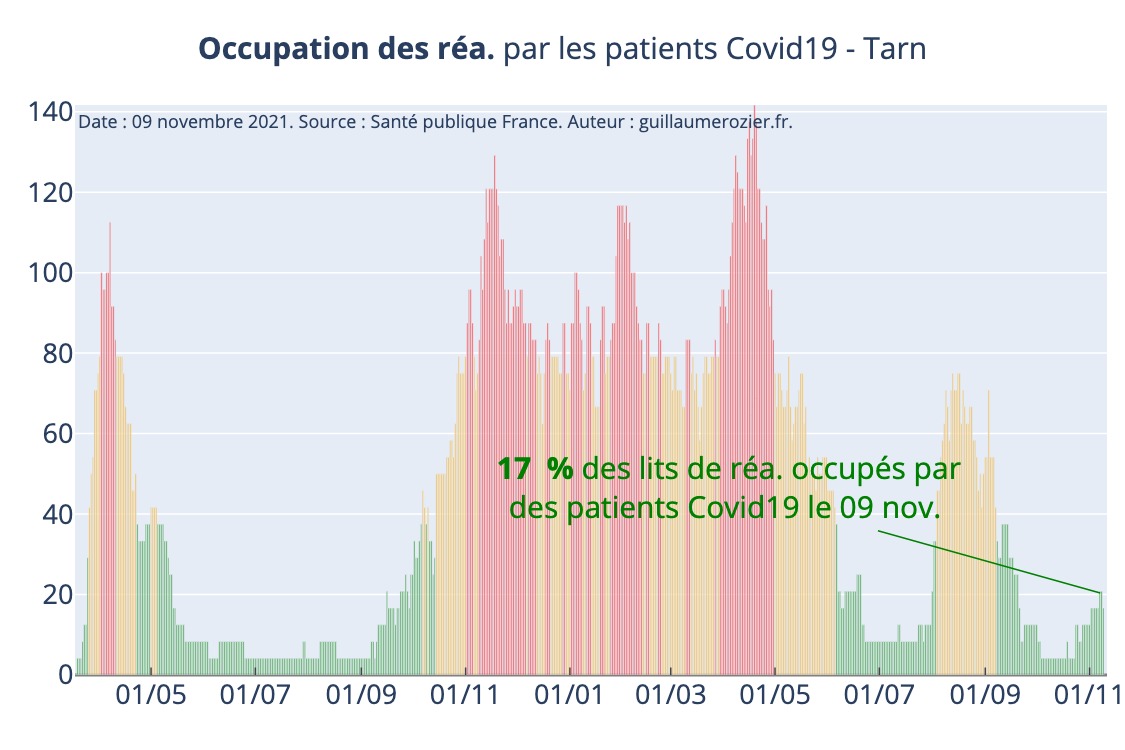 Occupation des réa. par les patients Covid19 - Tarn
140
Date : 09 novembre 2021. Source : Santé publique France. Auteur : guillaumerozier.fr.
120
100
80
60
17 % des lits de réa. occupés par
des patients Covid19 le 09 nov.
40
20
0
01/05 01/07 01/09 01/11 01/01 01/03 01/05 01/07 01/09 01/11